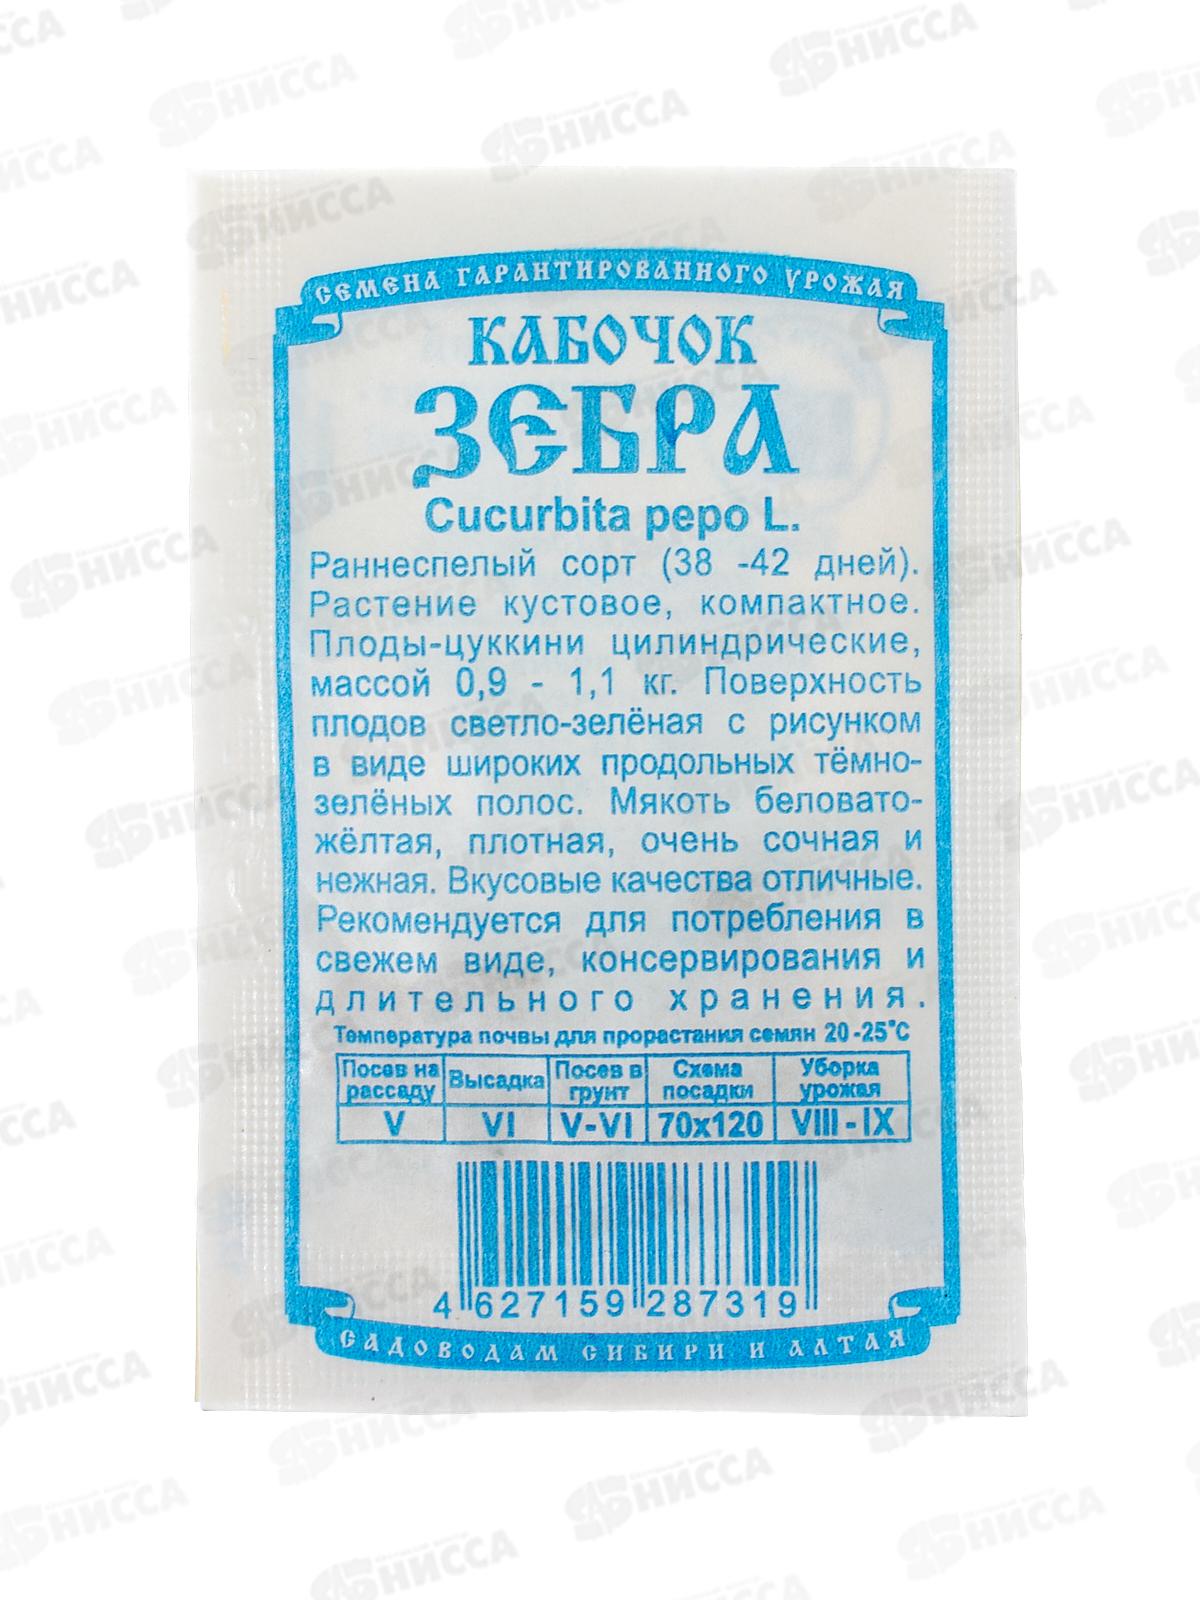 СЕМЕНА ГАРАНТИРОВАННОГО УРОЖАЯ
КАБОЧОК
ЗЕБРА
Cucurbita pepo L.
Раннеспелый сорт (38 -42 дней).
Растение кустовое, компактное.
Плоды-цуккини цилиндрические,
массой 0,9 - 1,1 кг. Поверхность
плодов светло-зелёная с рисунком
в виде широких продольных тёмно-
зелёных полос. Мякоть беловато-
жёлтая, плотная, очень сочная и
нежная. Вкусовые качества отличные.
Рекомендуется для потребления в
свежем виде, консервирования и
длительного хранения.
Температура почвы для прорастания семян 20-25°С
Посев на рассаду Высадка Посев в грунт Схема посадки Уборка урожая
V VI V-VI 70х120 VIII-IX
4 627159 287319
САДОВОДАМ СИБИРИ И АЛТАЯ
НИССА